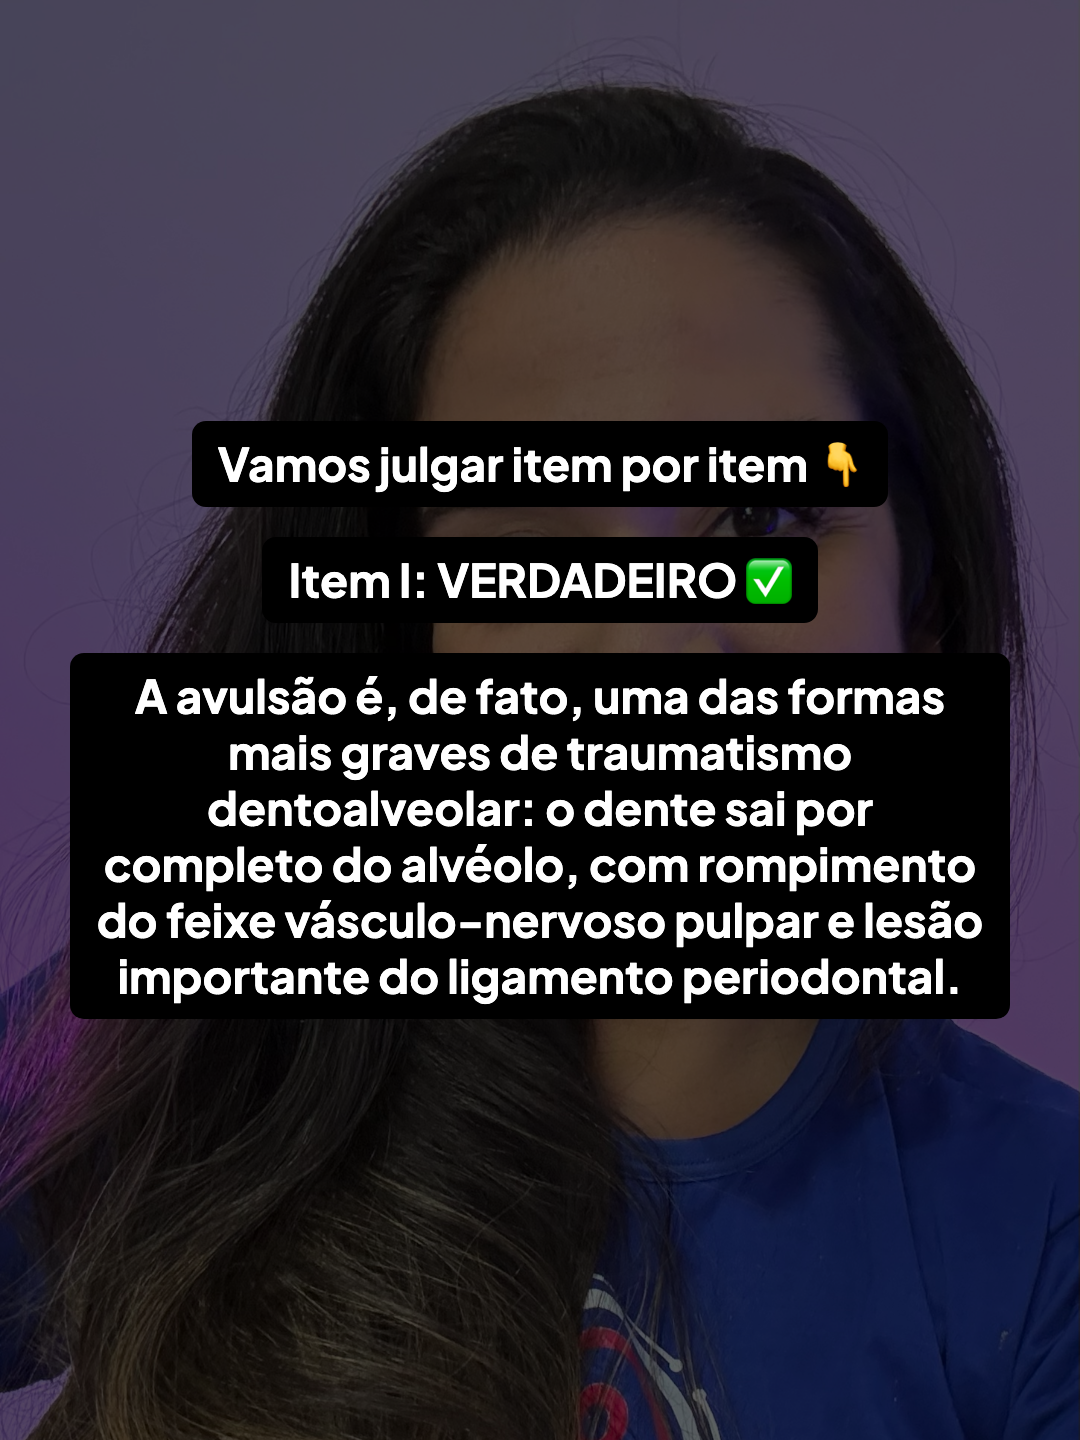 Vamos julgar item por item 👇
Item I: VERDADEIRO ✅
A avulsão é, de fato, uma das formas
mais graves de traumatismo
dentoalveolar: o dente sai por
completo do alvéolo, com rompimento
do feixe vásculo-nervoso pulpar e lesão
importante do ligamento periodontal.